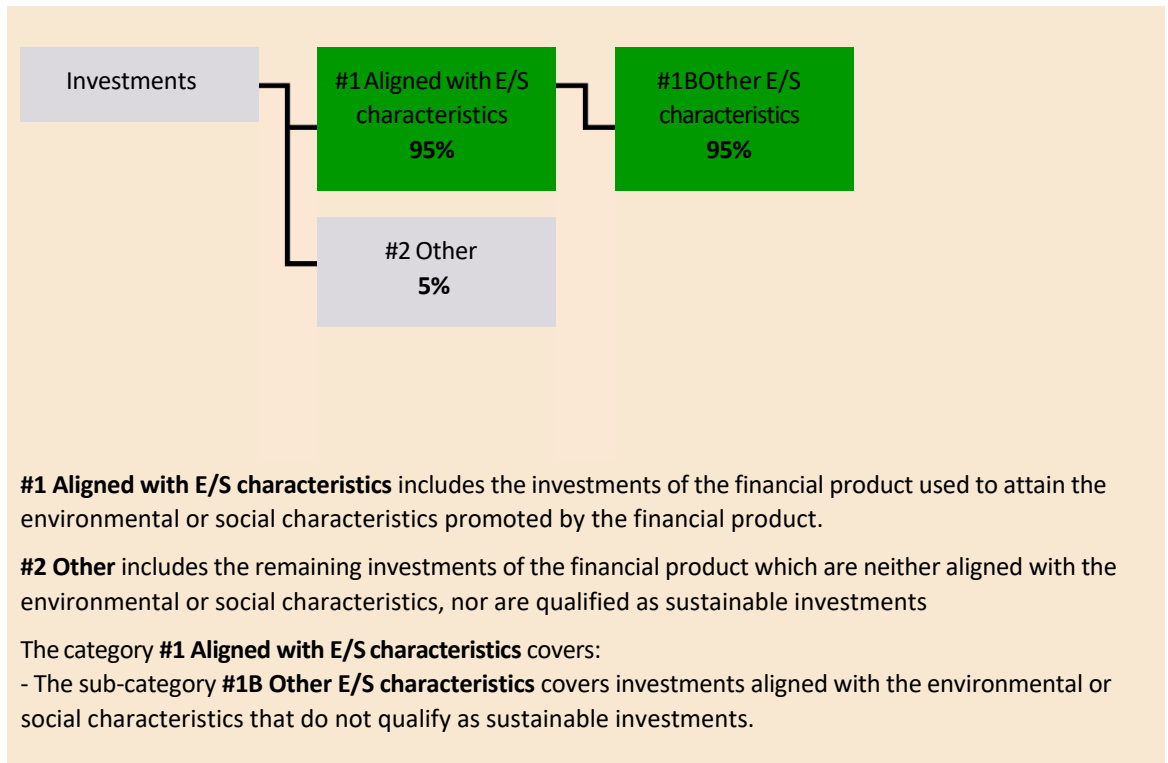 Investments
#1 Aligned with E/S
characteristics
95%
#1BOther E/S
characteristics
95%
#2 Other
5%
#1 Aligned with E/S characteristics includes the investments of the financial product used to attain the
environmental or social characteristics promoted by the financial product.
#2 Other includes the remaining investments of the financial product which are neither aligned with the
environmental or social characteristics, nor are qualified as sustainable investments
The category #1 Aligned with E/S characteristics covers:
- The sub-category #1B Other E/S characteristics covers investments aligned with the environmental or
social characteristics that do not qualify as sustainable investments.